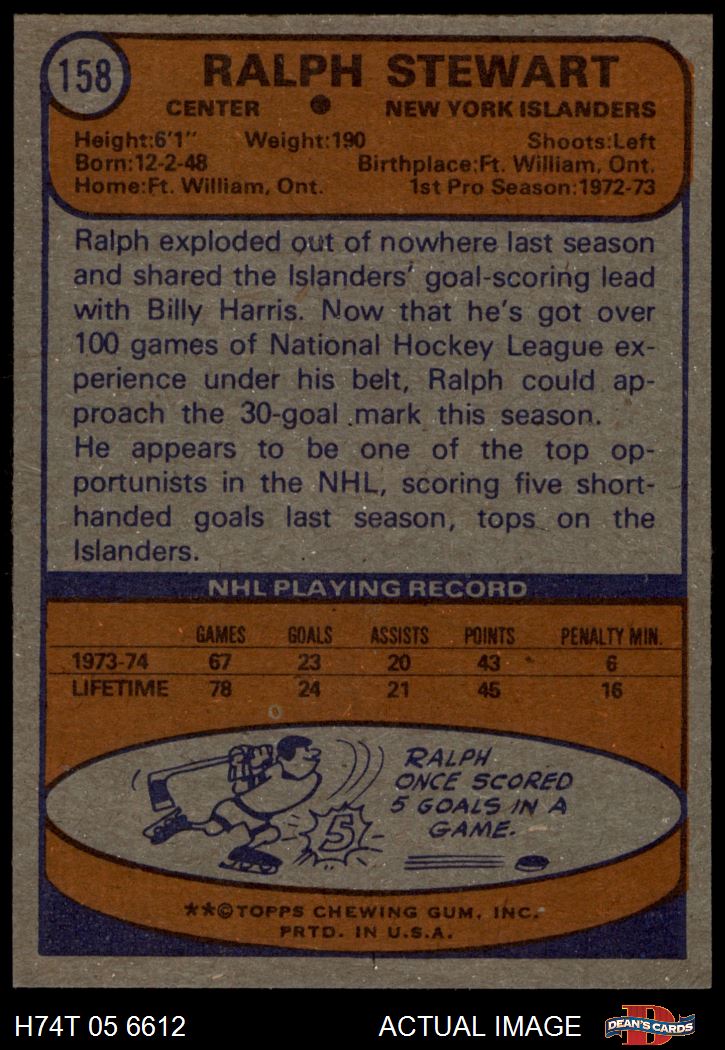 158
RALPH STEWART
CENTER ● NEW YORK ISLANDERS
Height:6'1" Weight:190 Shoots:Left
Born:12-2-48 Birthplace:Ft. William, Ont.
Home:Ft. William, Ont. 1st Pro Season:1972-73
Ralph exploded out of nowhere last season
and shared the Islanders' goal-scoring lead
with Billy Harris. Now that he's got over
100 games of National Hockey League ex-
perience under his belt, Ralph could ap-
proach the 30-goal mark this season.
He appears to be one of the top op-
portunists in the NHL, scoring five short-
handed goals last season, tops on the
Islanders.
NHL PLAYING RECORD
GAMES GOALS ASSISTS POINTS PENALTY MIN.
1973-74 67 23 20 43 6
LIFETIME 78 24 21 45 16
RALPH
ONCE SCORED
5 GOALS IN A
GAME.
5
**©TOPPS CHEWING GUM, INC.
PRTD. IN U.S.A.
H74T 05 6612 ACTUAL IMAGE D DEAN'S CARDS